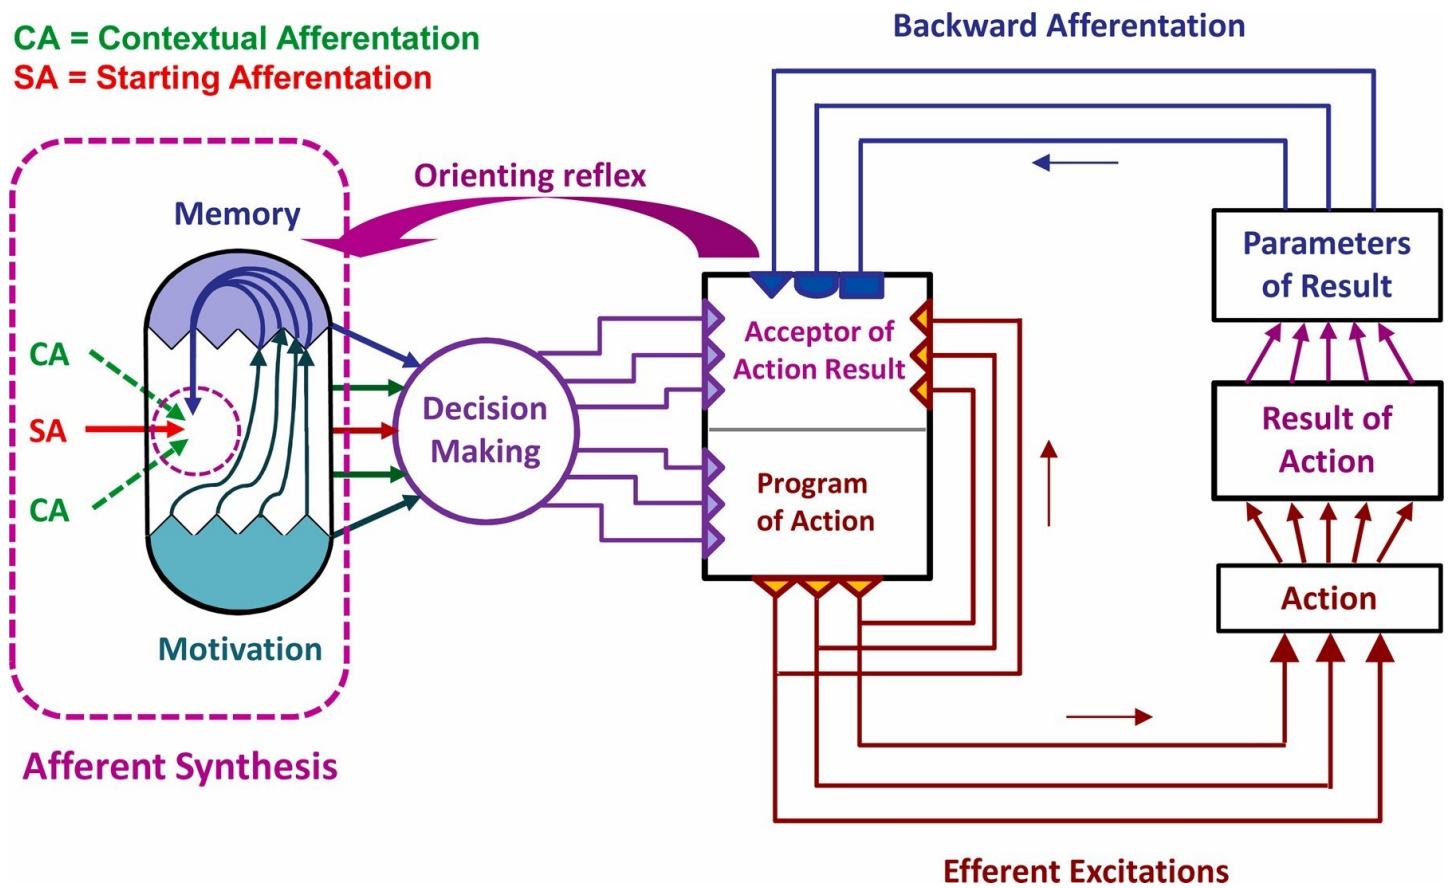 CA = Contextual Afferentation
SA = Starting Afferentation
Backward Afferentation
Orienting reflex
Memory
CA
SA
CA
Motivation
Afferent Synthesis
Decision
Making
Acceptor of
Action Result
Program
of Action
Parameters
of Result
Result of
Action
Action
Efferent Excitations